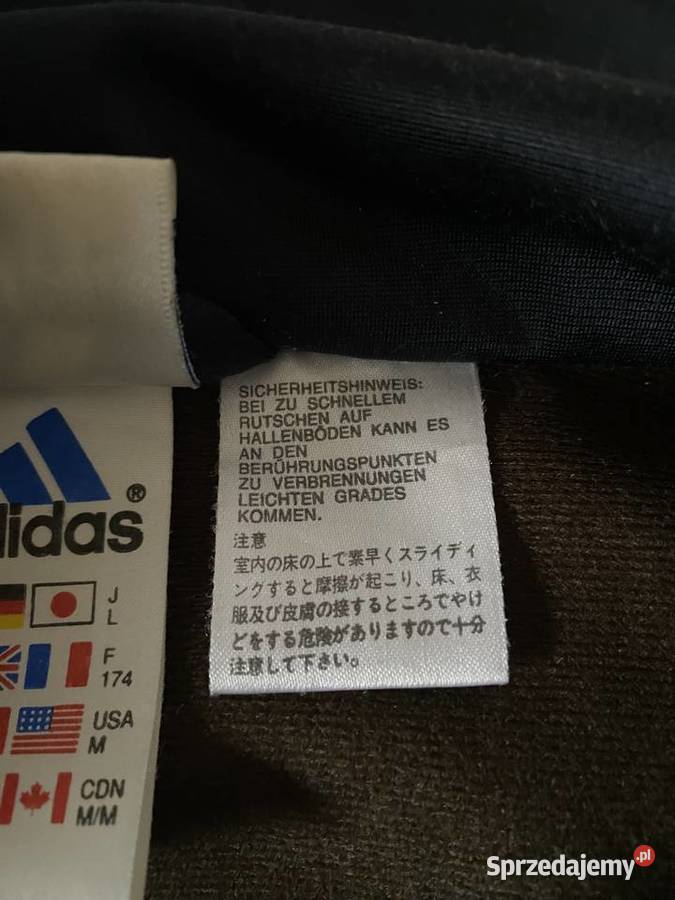 SICHERHEITSHINWEIS:
BEI ZU SCHNELLEM
RUTSCHEN AUF
HALLENBÖDEN KANN ES
AN DEN
BERÜHRUNGSPUNKTEN
ZU VERBRENNUNGEN
LEICHTEN GRADES
KOMMEN.
注意
室内の床の上で素早くスライディ
ングすると摩擦が起こり、床、衣
服及び皮膚の接するところでやけ
どをする危険がありますので十分
注意して下さい。
didas®
J
L
F
174
USA
M
CDN
M/M
Sprzedajemy.pl